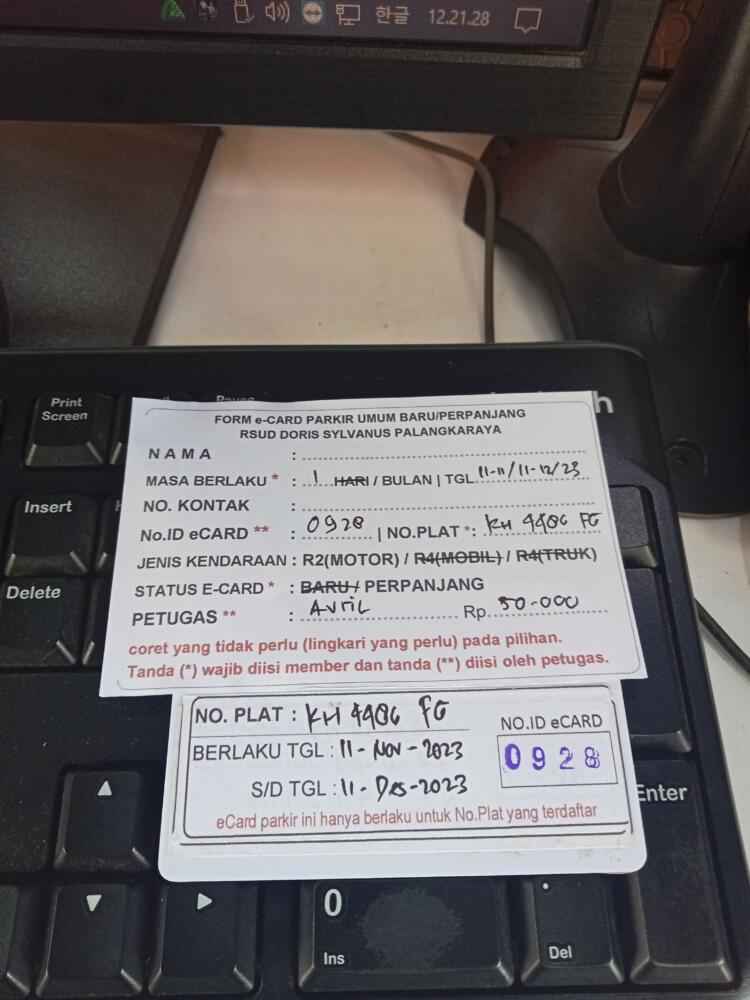 한글 12.21.28
Print
Screen
Pause
h
Insert
Delete
FORM e-CARD PARKIR UMUM BARU/PERPANJANG
RSUD DORIS SYLVANUS PALANGKARAYA
NAMA :
MASA BERLAKU * : 1 HARI / BULAN | TGL 11-11/11-12/23
NO. KONTAK :
No.ID eCARD ** : 0928 | NO.PLAT *: KH 4486 FG
JENIS KENDARAAN : R2(MOTOR) / R4(MOBIL) / R4(TRUK)
STATUS E-CARD * : BARU / PERPANJANG
PETUGAS ** : Avril Rp. 50.000
coret yang tidak perlu (lingkari yang perlu) pada pilihan.
Tanda (*) wajib diisi member dan tanda (**) diisi oleh petugas.
NO. PLAT : KH 4486 FG
NO.ID eCARD
BERLAKU TGL : 11 - Nov - 2023
0928
S/D TGL : 11 - Des - 2023
eCard parkir ini hanya berlaku untuk No.Plat yang terdaftar
Enter
0
Ins
.
Del